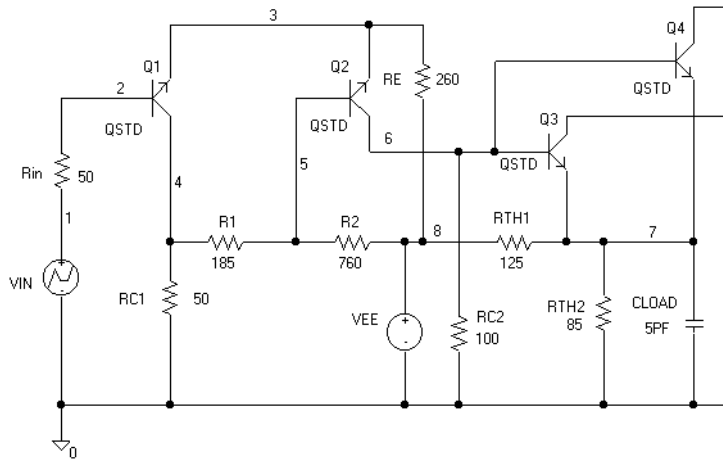 3
Q4
Q1
Q2
RE
260
2
QSTD
Q3
QSTD
QSTD
6
QSTD
Rin
50
5
4
1
R1
R2
8
RTH1
7
185
760
125
VIN
RC1
50
VEE
RC2
100
RTH2
85
CLOAD
5PF
0